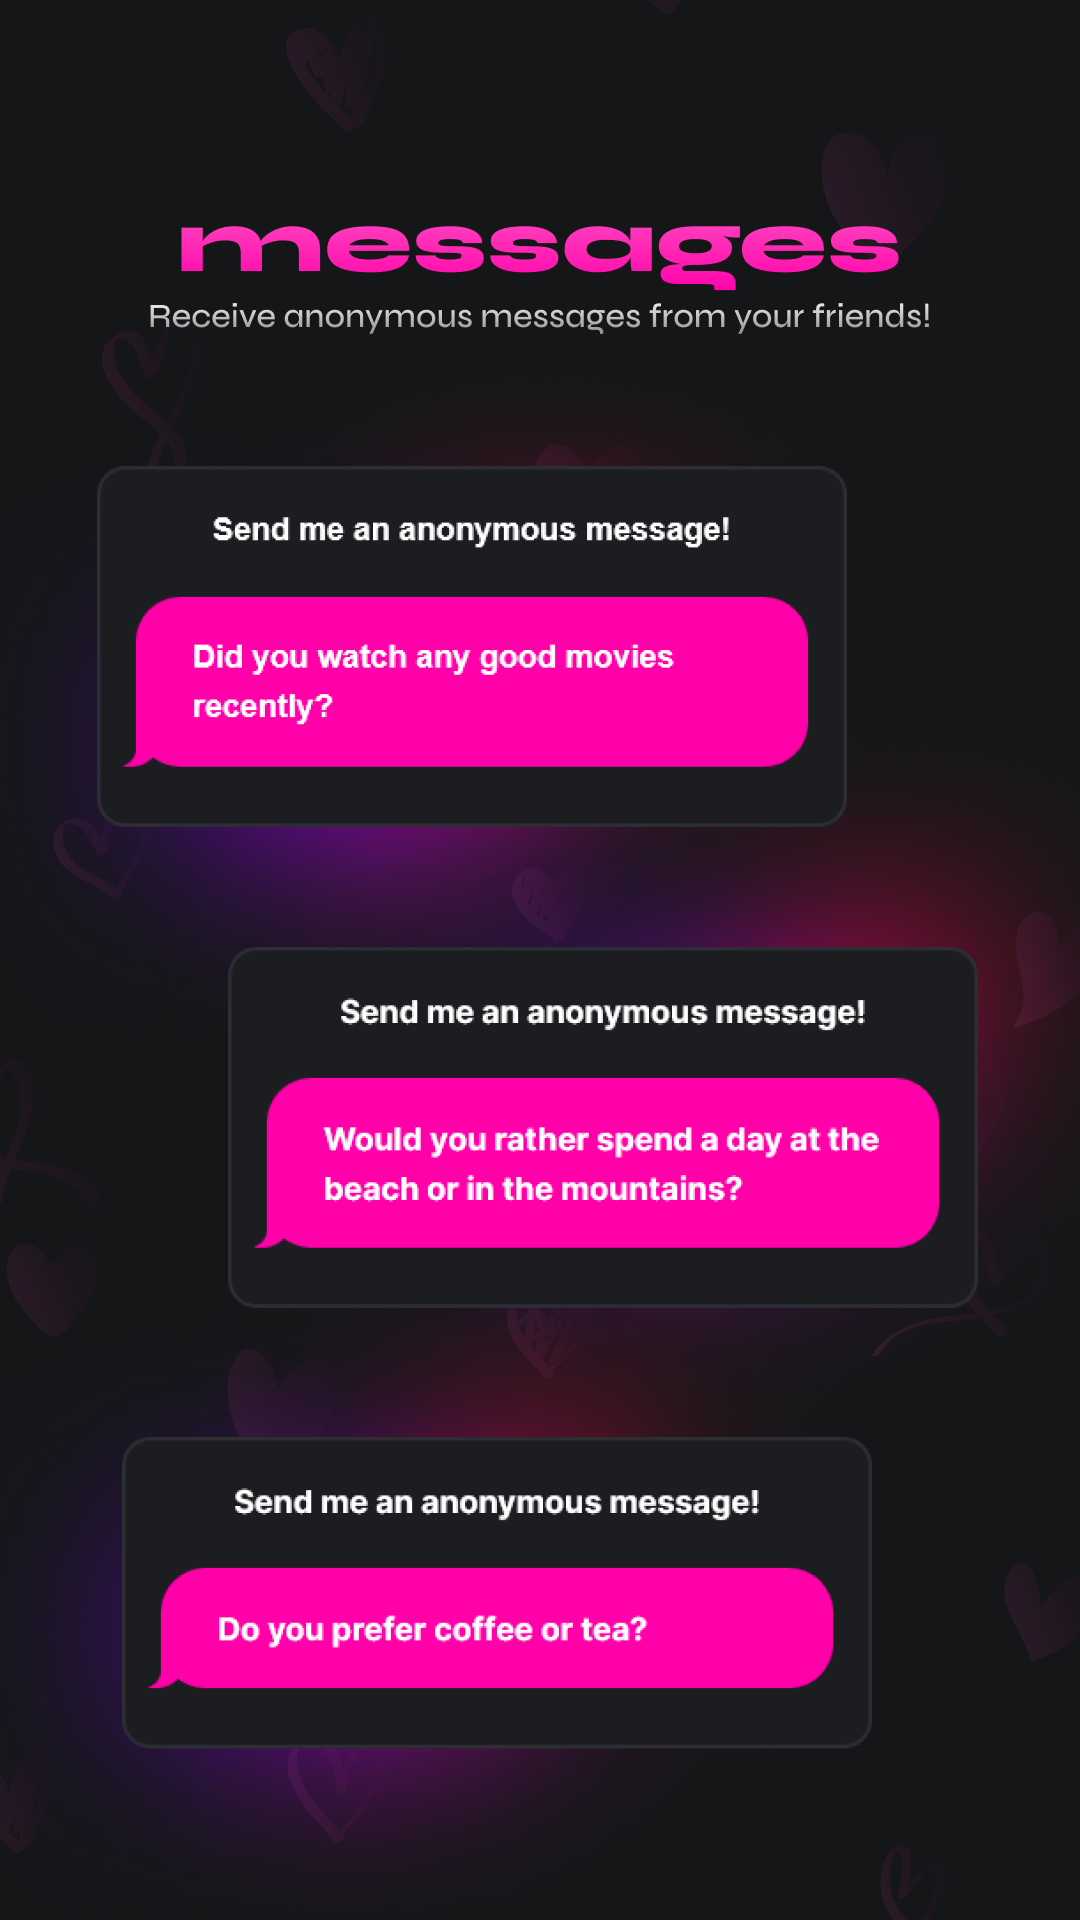 messages
Receive anonymous messages from your friends!
Send me an anonymous message!
Did you watch any good movies
recently?
Send me an anonymous message!
Would you rather spend a day at the
beach or in the mountains?
Send me an anonymous message!
Do you prefer coffee or tea?